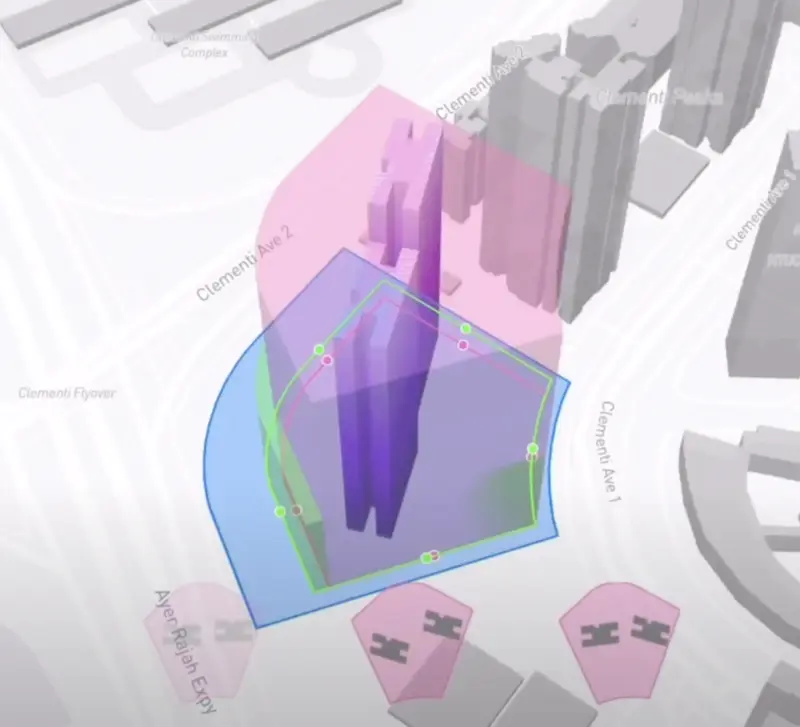 Complex
Clementi Ave 2
Clementi Peaks
Clementi Ave 1
Clementi Ave 2
Clementi Flyover
Clementi Ave 1
Ayer Rajah Expy